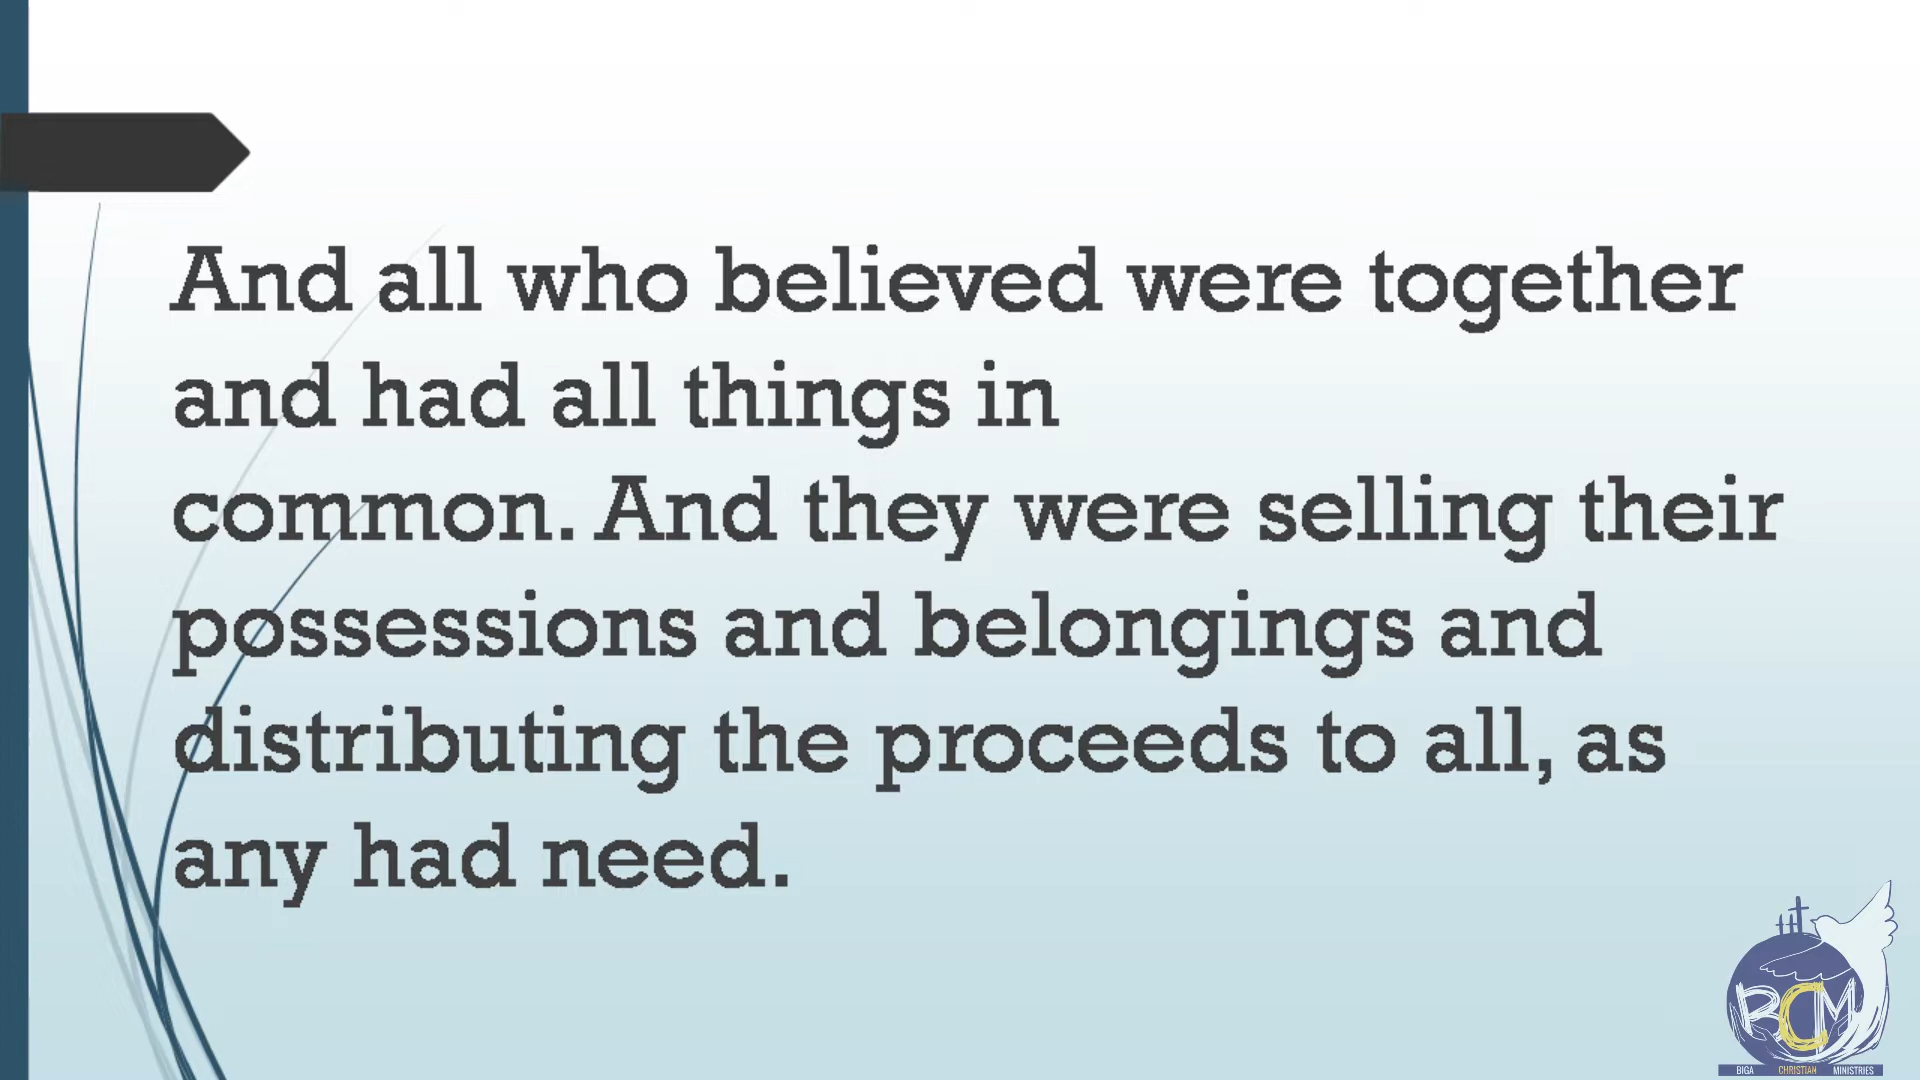 And all who believed were together
and had all things in
common. And they were selling their
possessions and belongings and
distributing the proceeds to all, as
any had need.
BCM
BIGA CHRISTIAN MINISTRIES